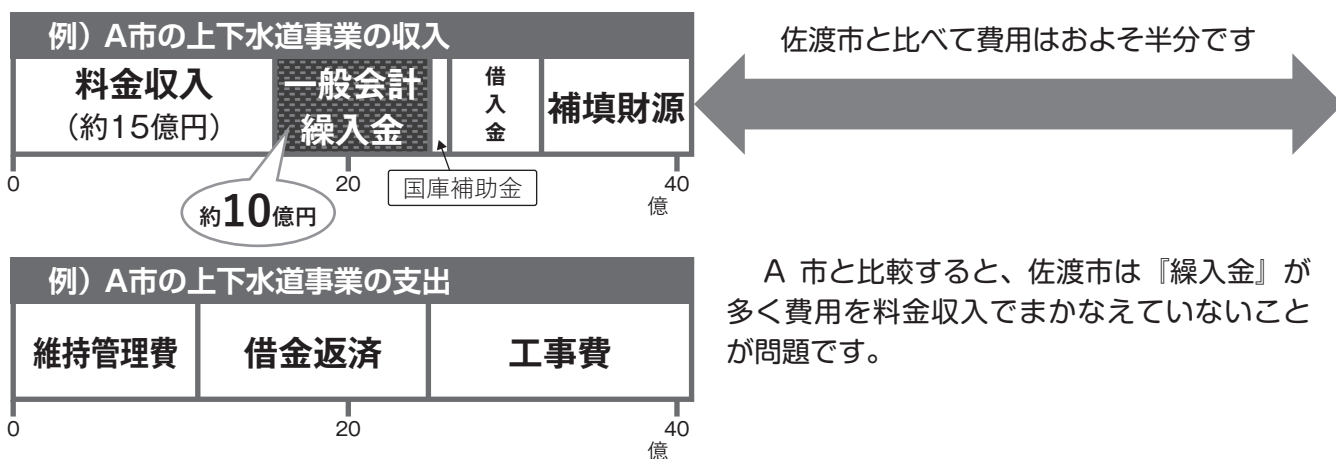 例）A市の上下水道事業の収入
料金収入
（約15億円）
一般会計
繰入金
借入金
補填財源
0
20
40
億
国庫補助金
約10億円
佐渡市と比べて費用はおよそ半分です
例）A市の上下水道事業の支出
維持管理費
借金返済
工事費
0
20
40
億
A 市と比較すると、佐渡市は『繰入金』が
多く費用を料金収入でまかなえていないこと
が問題です。